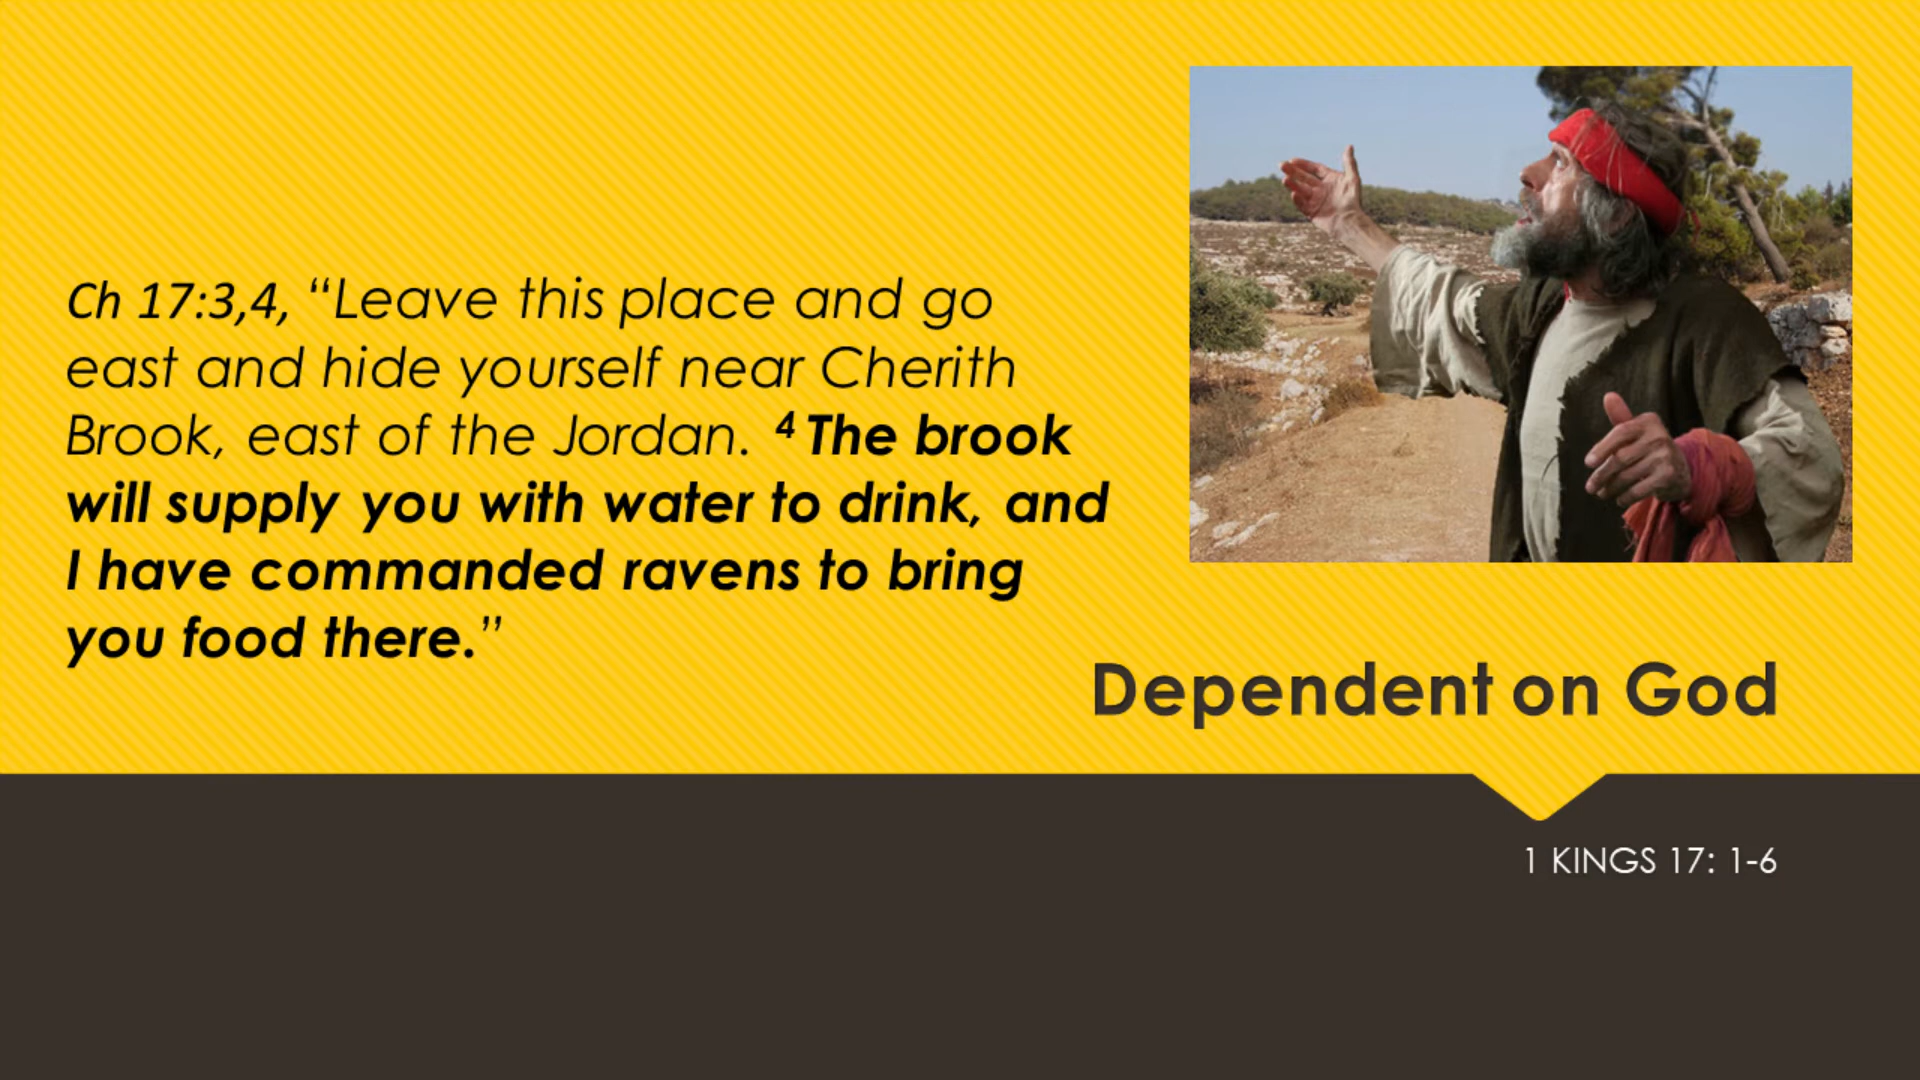 Ch 17:3,4, “Leave this place and go
east and hide yourself near Cherith
Brook, east of the Jordan. 4 The brook
will supply you with water to drink, and
I have commanded ravens to bring
you food there.”
Dependent on God
1 KINGS 17: 1-6